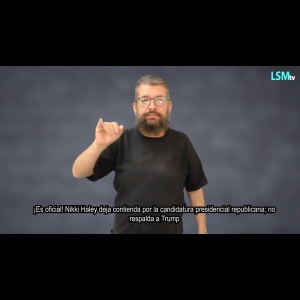 LSMtv
¡Es oficial! Nikki Haley deja contienda por la candidatura presidencial republicana; no
respalda a Trump